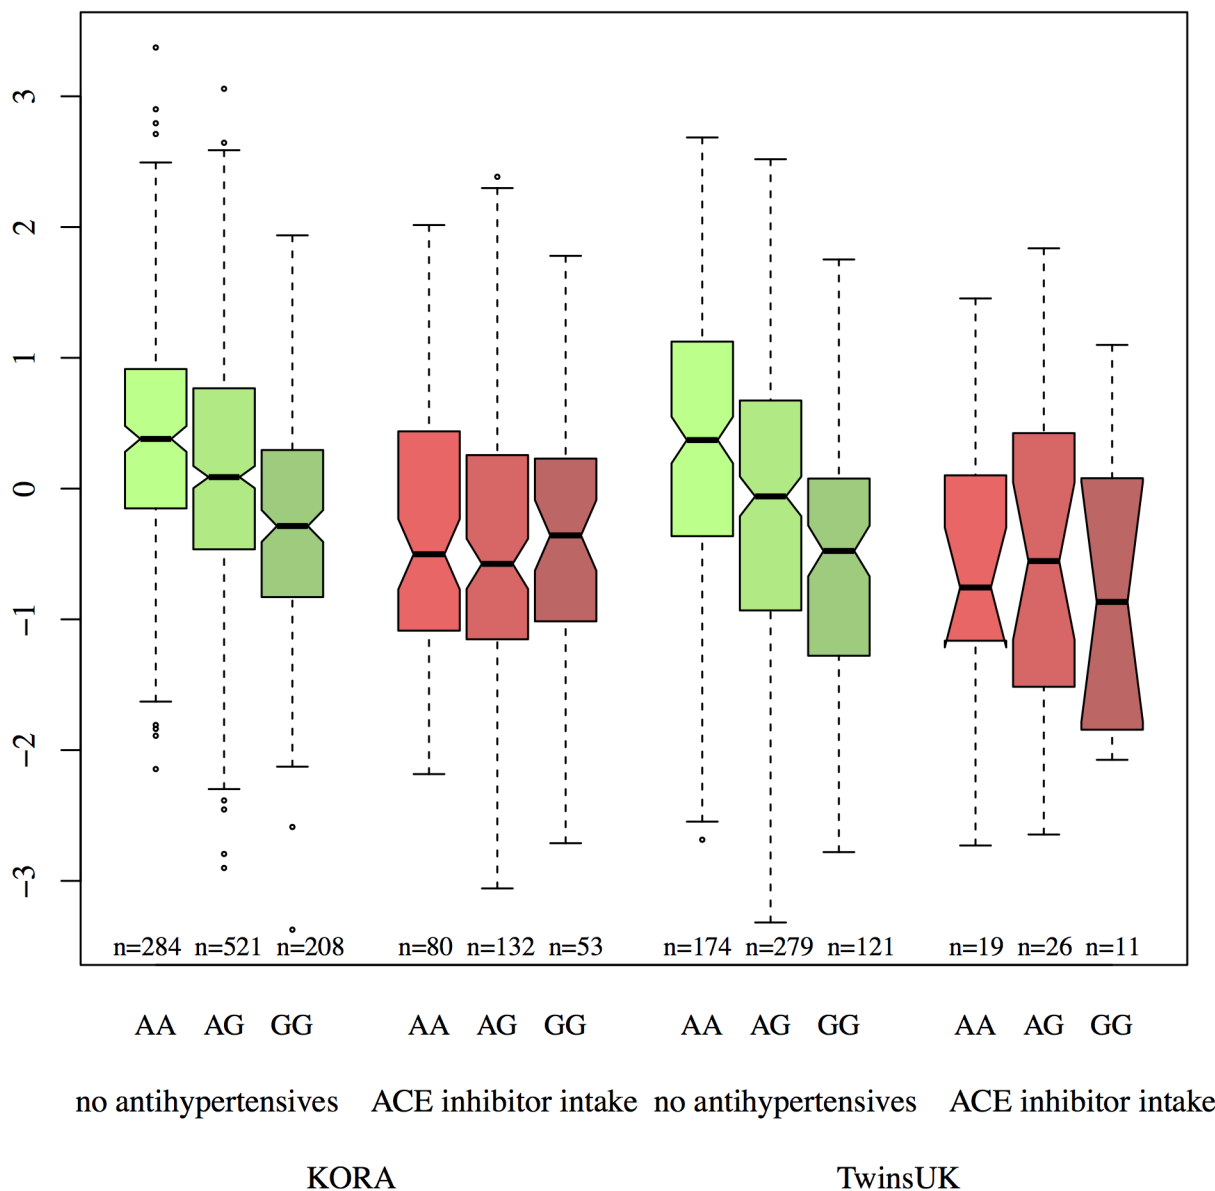 3
2
1
0
−1
−2
−3
n=284 n=521 n=208 n=80 n=132 n=53 n=174 n=279 n=121 n=19 n=26 n=11
AA AG GG AA AG GG AA AG GG AA AG GG
no antihypertensives ACE inhibitor intake no antihypertensives ACE inhibitor intake
KORA TwinsUK